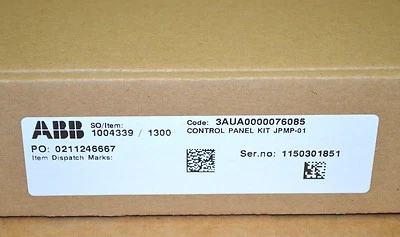 ABB
SO/Item:
1004339 / 1300
Code: 3AUA0000076085
CONTROL PANEL KIT JPMP-01
PO: 0211246667
Item Dispatch Marks:
Ser.no: 1150301851